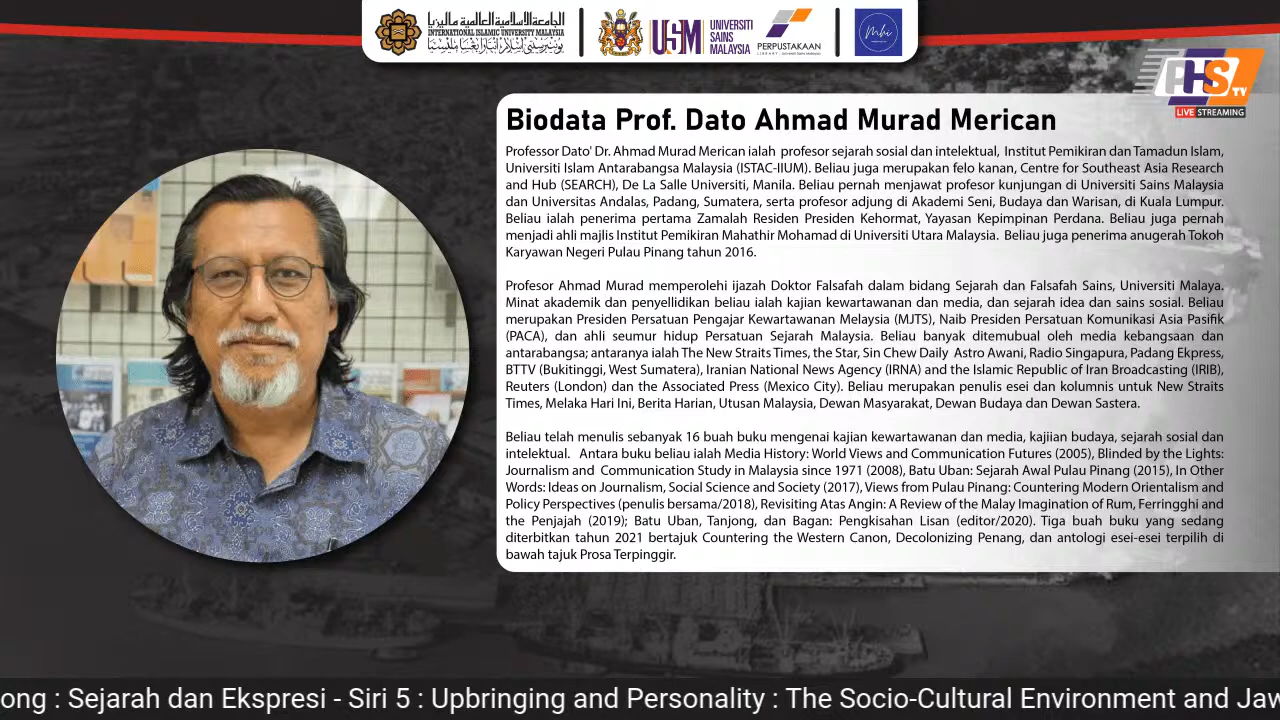 الجامعة الإسلامية العالمية ماليزيا
INTERNATIONAL ISLAMIC UNIVERSITY MALAYSIA
USM
UNIVERSITI
SAINS
MALAYSIA
PERPUSTAKAAN
Mhi
PHS
TV
LIVE STREAMING
Biodata Prof. Dato Ahmad Murad Merican
Professor Dato' Dr. Ahmad Murad Merican ialah profesor sejarah sosial dan intelektual, Institut Pemikiran dan Tamadun Islam,
Universiti Islam Antarabangsa Malaysia (ISTAC-IIUM). Beliau juga merupakan felo kanan, Centre for Southeast Asia Research
and Hub (SEARCH), De La Salle Universiti, Manila. Beliau pernah menjawat profesor kunjungan di Universiti Sains Malaysia
dan Universitas Andalas, Padang, Sumatera, serta profesor adjung di Akademi Seni, Budaya dan Warisan, di Kuala Lumpur.
Beliau ialah penerima pertama Zamalah Residen Presiden Kehormat, Yayasan Kepimpinan Perdana. Beliau juga pernah
menjadi ahli majlis Institut Pemikiran Mahathir Mohamad di Universiti Utara Malaysia. Beliau juga penerima anugerah Tokoh
Karyawan Negeri Pulau Pinang tahun 2016.
Profesor Ahmad Murad memperolehi ijazah Doktor Falsafah dalam bidang Sejarah dan Falsafah Sains, Universiti Malaya.
Minat akademik dan penyellidikan beliau ialah kajian kewartawanan dan media, dan sejarah idea dan sains sosial. Beliau
merupakan Presiden Persatuan Pengajar Kewartawanan Melaysia (MJTS), Naib Presiden Persatuan Komunikasi Asia Pasifik
(PACA), dan ahli seumur hidup Persatuan Sejarah Malaysia. Beliau banyak ditemubual oleh media kebangsaan dan
antarabangsa; antaranya ialah The New Straits Times, the Star, Sin Chew Daily Astro Awani, Radio Singapura, Padang Ekpress,
BTTV (Bukitinggi, West Sumatera), Iranian National News Agency (IRNA) and the Islamic Republic of Iran Broadcasting (IRIB),
Reuters (London) dan the Associated Press (Mexico City). Beliau merupakan penulis esei dan kolumnis untuk New Straits
Times, Melaka Hari Ini, Berita Harian, Utusan Malaysia, Dewan Masyarakat, Dewan Budaya dan Dewan Sastera.
Beliau telah menulis sebanyak 16 buah buku mengenai kajian kewartawanan dan media, kajiian budaya, sejarah sosial dan
intelektual. Antara buku beliau ialah Media History: World Views and Communication Futures (2005), Blinded by the Lights:
Journalism and Communication Study in Malaysia since 1971 (2008), Batu Uban: Sejarah Awal Pulau Pinang (2015), In Other
Words: Ideas on Journalism, Social Science and Society (2017), Views from Pulau Pinang: Countering Modern Orientalism and
Policy Perspectives (penulis bersama/2018), Revisiting Atas Angin: A Review of the Malay Imagination of Rum, Ferringghi and
the Penjajah (2019); Batu Uban, Tanjong, dan Bagan: Pengkisahan Lisan (editor/2020). Tiga buah buku yang sedang
diterbitkan tahun 2021 bertajuk Countering the Western Canon, Decolonizing Penang, dan antologi esei-esei terpilih di
bawah tajuk Prosa Terpinggir.
ong : Sejarah dan Ekspresi - Siri 5 : Upbringing and Personality : The Socio-Cultural Environment and Jaw